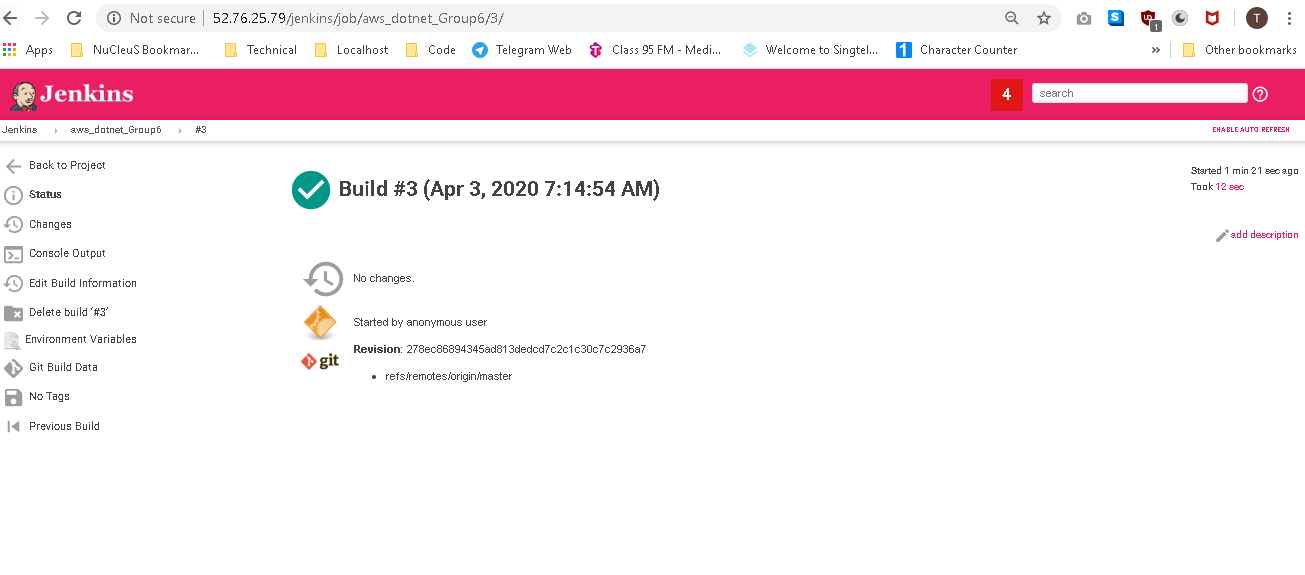 Not secure | 52.76.25.79/jenkins/job/aws_dotnet_Group6/3/
S
1
T
Apps NuCleuS Bookmar... Technical Localhost Code Telegram Web Class 95 FM - Medi... Welcome to Singtel... 1 Character Counter » Other bookmarks
Jenkins 4 search
Jenkins aws_dotnet_Group6 #3 ENABLE AUTO REFRESH
Back to Project
Status
Changes
Console Output
Edit Build Information
Delete build ‘#3’
Environment Variables
Git Build Data
No Tags
Previous Build
Build #3 (Apr 3, 2020 7:14:54 AM)
Started 1 min 21 sec ago
Took 12 sec
add description
No changes.
Started by anonymous user
git Revision: 278ec86894345ad813dedcd7c2c1c30c7c2936a7
• refs/remotes/origin/master